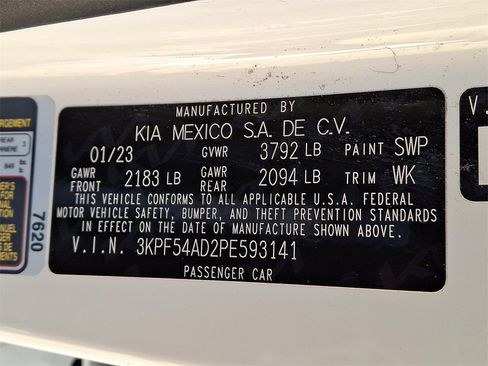 MANUFACTURED BY
KIA MEXICO S.A. DE C.V.
01/23 GVWR 3792 LB PAINT SWP
GAWR FRONT 2183 LB GAWR REAR 2094 LB TRIM WK
THIS VEHICLE CONFORMS TO ALL APPLICABLE U.S.A. FEDERAL
MOTOR VEHICLE SAFETY, BUMPER, AND THEFT PREVENTION STANDARDS
IN EFFECT ON THE DATE OF MANUFACTURE SHOWN ABOVE.
V.I.N. 3KPF54AD2PE593141
PASSENGER CAR
7620
REAR
V.